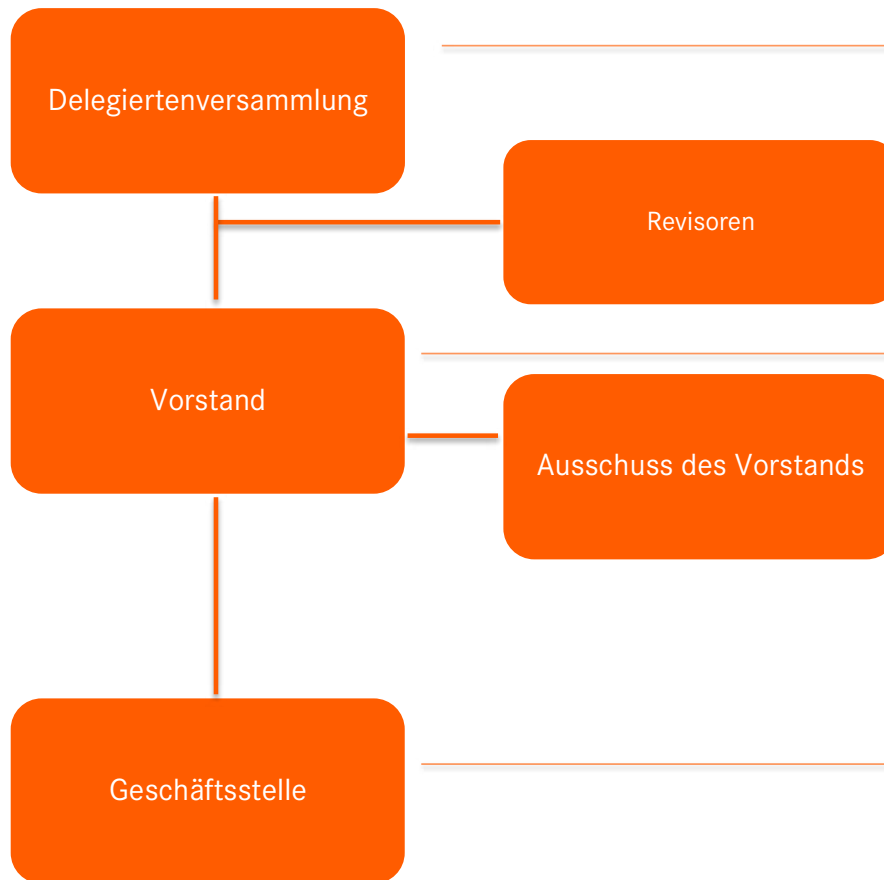 Delegiertenversammlung
Revisoren
Vorstand
Ausschuss des Vorstands
Geschäftsstelle